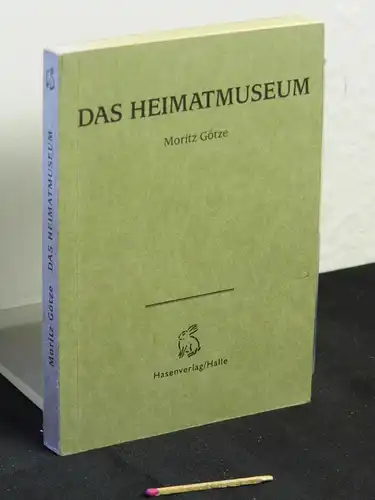 DAS HEIMATMUSEUM
Moritz Götze
Hasenverlag/Halle
Moritz Götze DAS HEIMATMUSEUM